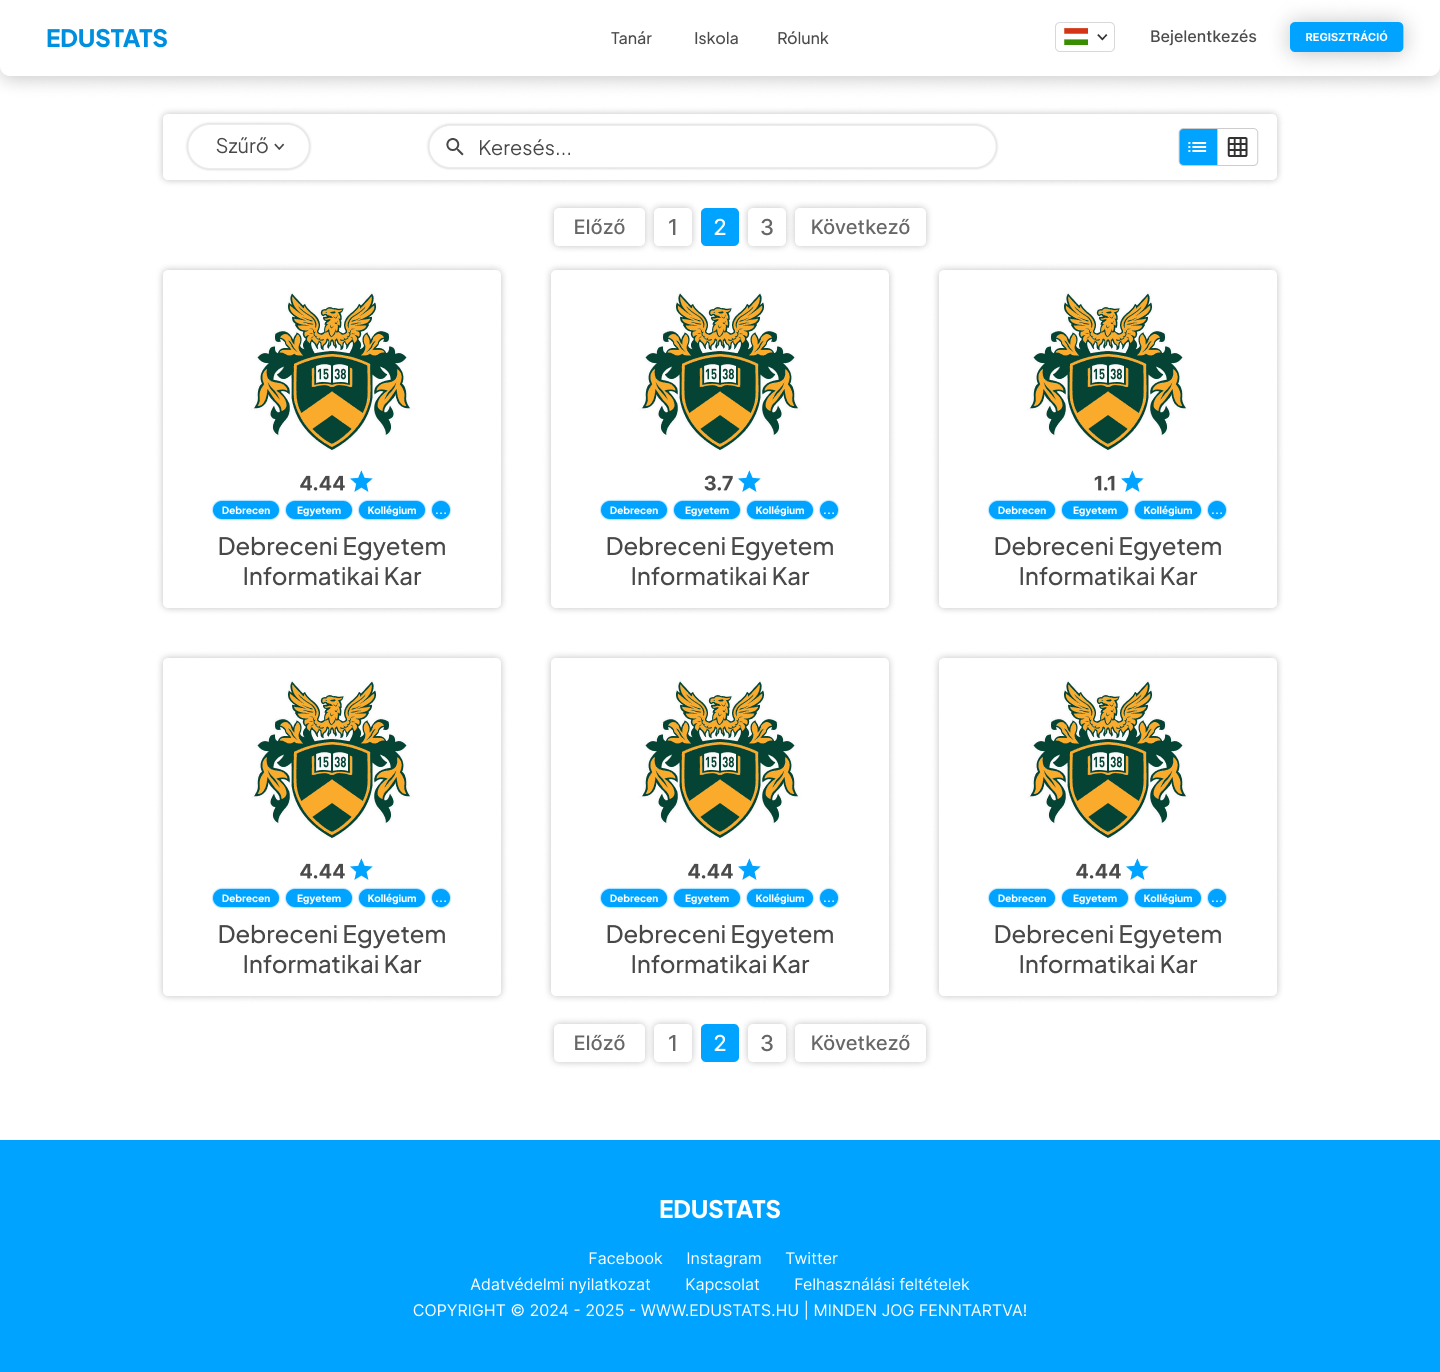 EDUSTATS
Tanár Iskola Rólunk
Bejelentkezés
REGISZTRÁCIÓ
Szűrő
Keresés...
Előző 1 2 3 Következő
15 38
4.44
Debrecen Egyetem Kollégium ...
Debreceni Egyetem
Informatikai Kar
15 38
3.7
Debrecen Egyetem Kollégium ...
Debreceni Egyetem
Informatikai Kar
15 38
1.1
Debrecen Egyetem Kollégium ...
Debreceni Egyetem
Informatikai Kar
15 38
4.44
Debrecen Egyetem Kollégium ...
Debreceni Egyetem
Informatikai Kar
15 38
4.44
Debrecen Egyetem Kollégium ...
Debreceni Egyetem
Informatikai Kar
15 38
4.44
Debrecen Egyetem Kollégium ...
Debreceni Egyetem
Informatikai Kar
Előző 1 2 3 Következő
EDUSTATS
Facebook Instagram Twitter
Adatvédelmi nyilatkozat Kapcsolat Felhasználási feltételek
COPYRIGHT © 2024 - 2025 - WWW.EDUSTATS.HU | MINDEN JOG FENNTARTVA!